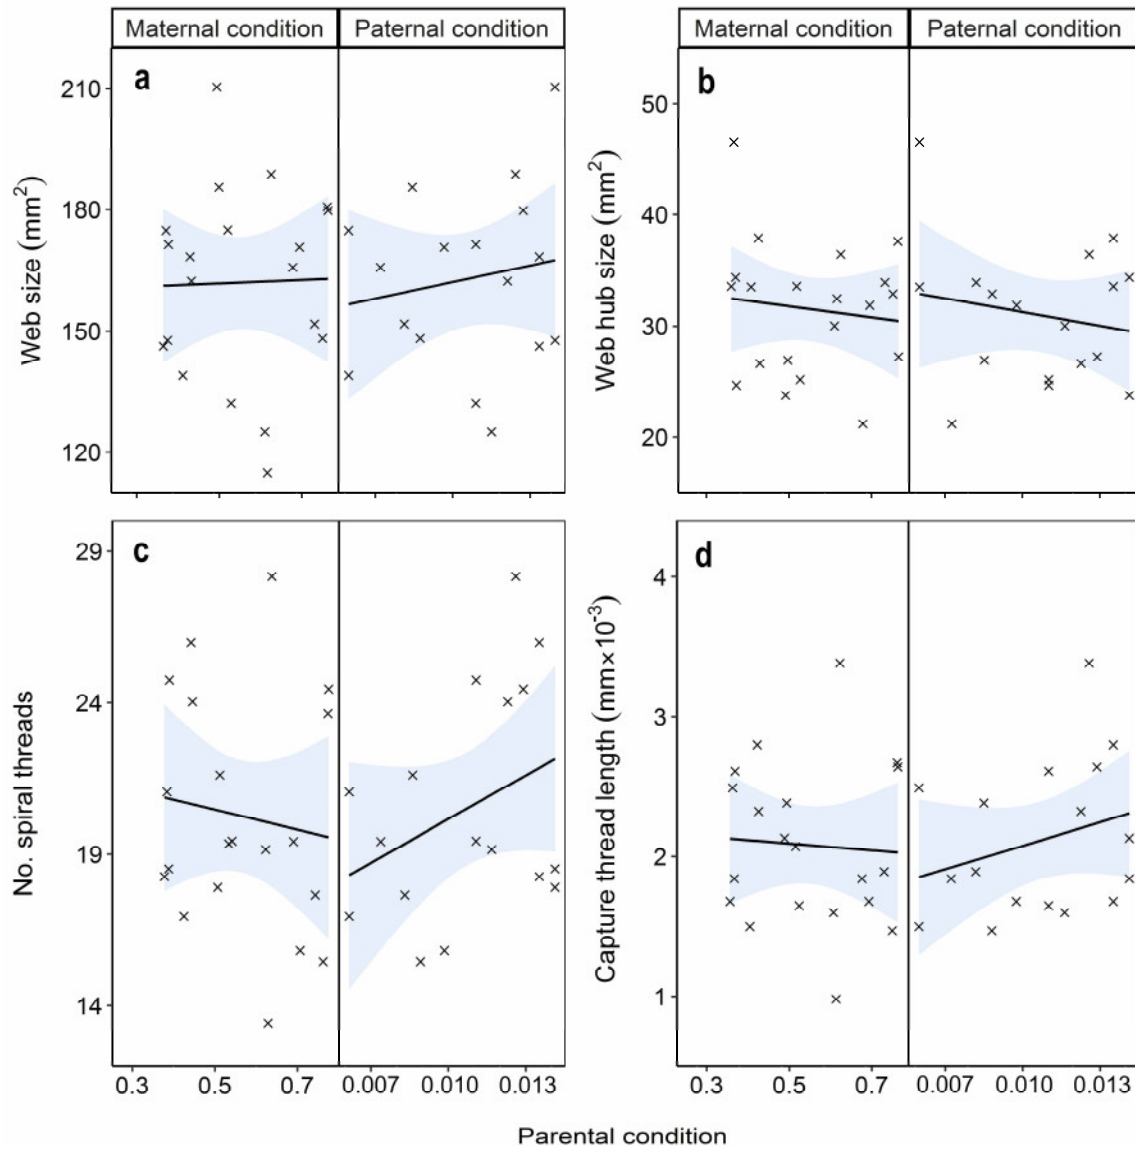 Maternal condition Paternal condition
Maternal condition Paternal condition
a
210
180
150
120
Web size (mm²)
b
50
40
30
20
Web hub size (mm²)
c
29
24
19
14
No. spiral threads
d
4
3
2
1
Capture thread length (mm×10⁻³)
0.3 0.5 0.7 0.007 0.010 0.013
0.3 0.5 0.7 0.007 0.010 0.013
Parental condition